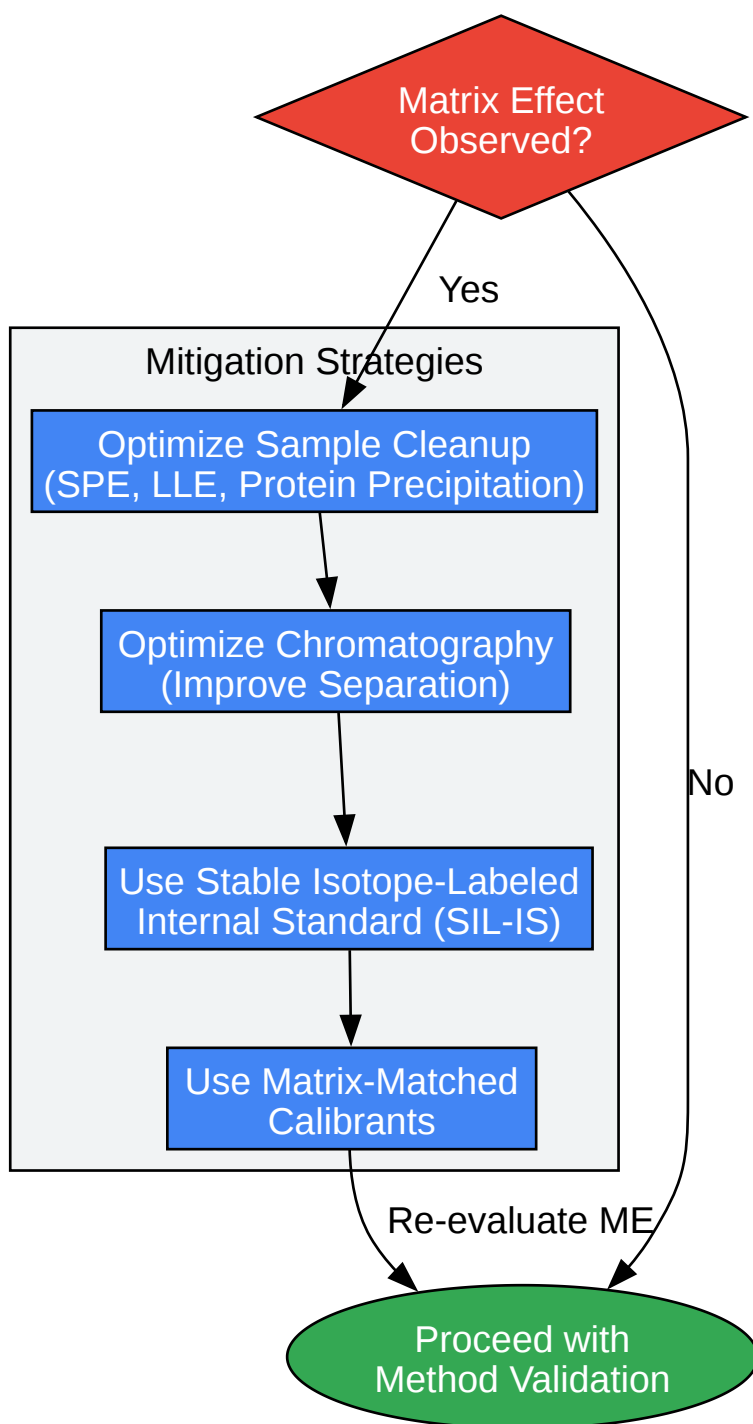 Matrix Effect
Observed?
Yes
Mitigation Strategies
Optimize Sample Cleanup
(SPE, LLE, Protein Precipitation)
Optimize Chromatography
(Improve Separation)
No
Use Stable Isotope-Labeled
Internal Standard (SIL-IS)
Use Matrix-Matched
Calibrants
Re-evaluate ME
Proceed with
Method Validation